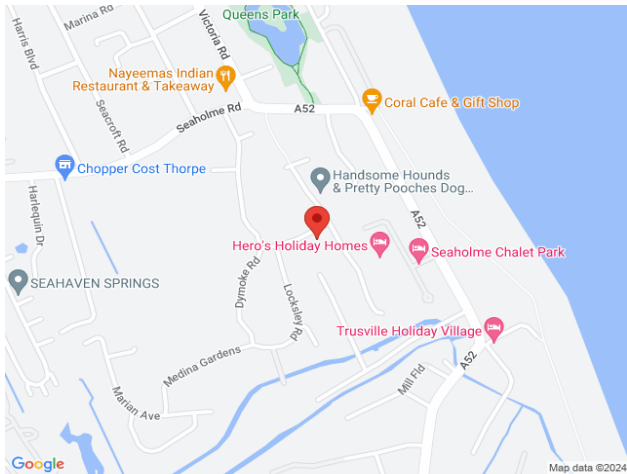 Marina Rd
Queens Park
Harris Blvd
Victoria Rd
Nayeemas Indian
Restaurant & Takeaway
Seacroft Rd
Seaholme Rd
A52
Coral Cafe & Gift Shop
Chopper Cost Thorpe
Handsome Hounds
& Pretty Pooches Dog...
Harlequin Dr
A52
Hero's Holiday Homes
Seaholme Chalet Park
Dymoke Rd
SEAHAVEN SPRINGS
Locksley Rd
Trusville Holiday Village
Medina Gardens
A52
Mill Fld
Marian Ave
Google
Map data ©2024